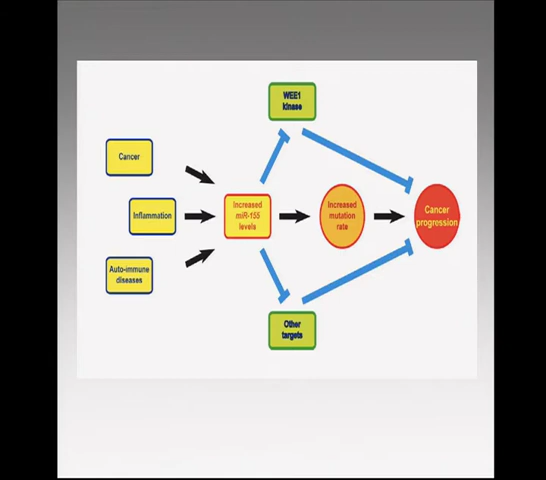 WEE1
kinase
Cancer
Inflammation
Auto-immune
diseases
Increased
miR-155
levels
Increased
mutation
rate
Cancer
progression
Other
targets